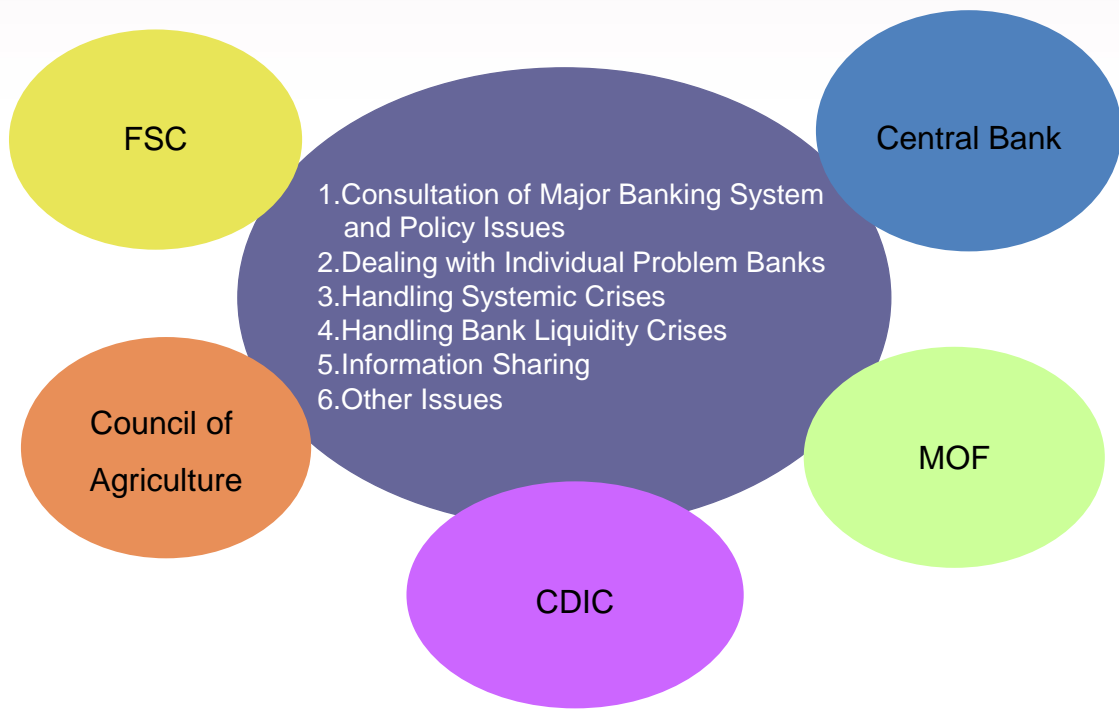 FSC
Central Bank
1.Consultation of Major Banking System
and Policy Issues
2.Dealing with Individual Problem Banks
3.Handling Systemic Crises
4.Handling Bank Liquidity Crises
5.Information Sharing
6.Other Issues
Council of
Agriculture
MOF
CDIC